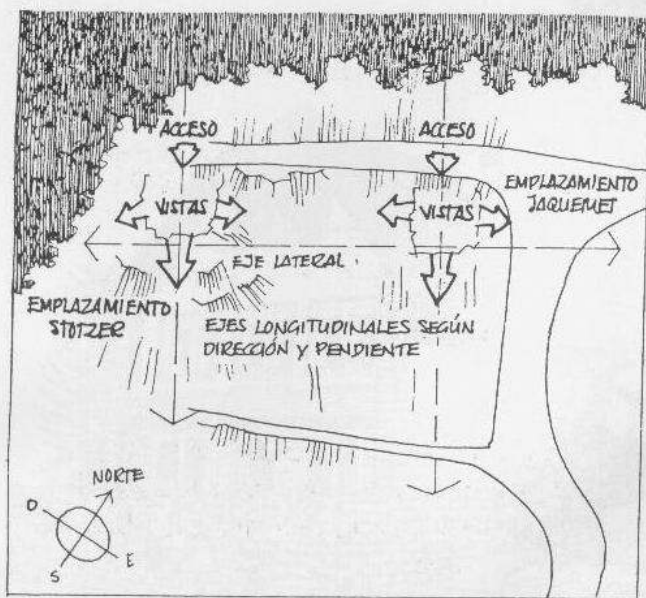 ACCESO
ACCESO
EMPLAZAMIENTO
JAQUEMET
VISTAS
VISTAS
EJE LATERAL
EMPLAZAMIENTO
STOTZER
EJES LONGITUDINALES SEGÚN
DIRECCIÓN Y PENDIENTE
NORTE
O
S
E